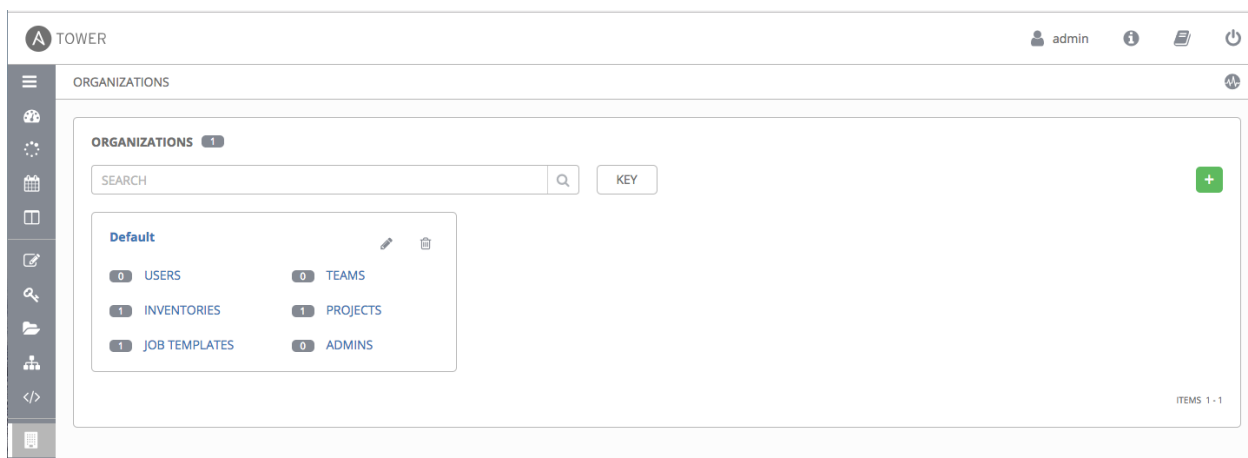 A TOWER admin
ORGANIZATIONS
ORGANIZATIONS 1
SEARCH KEY +
Default
0 USERS 0 TEAMS
1 INVENTORIES 1 PROJECTS
1 JOB TEMPLATES 0 ADMINS
ITEMS 1 - 1